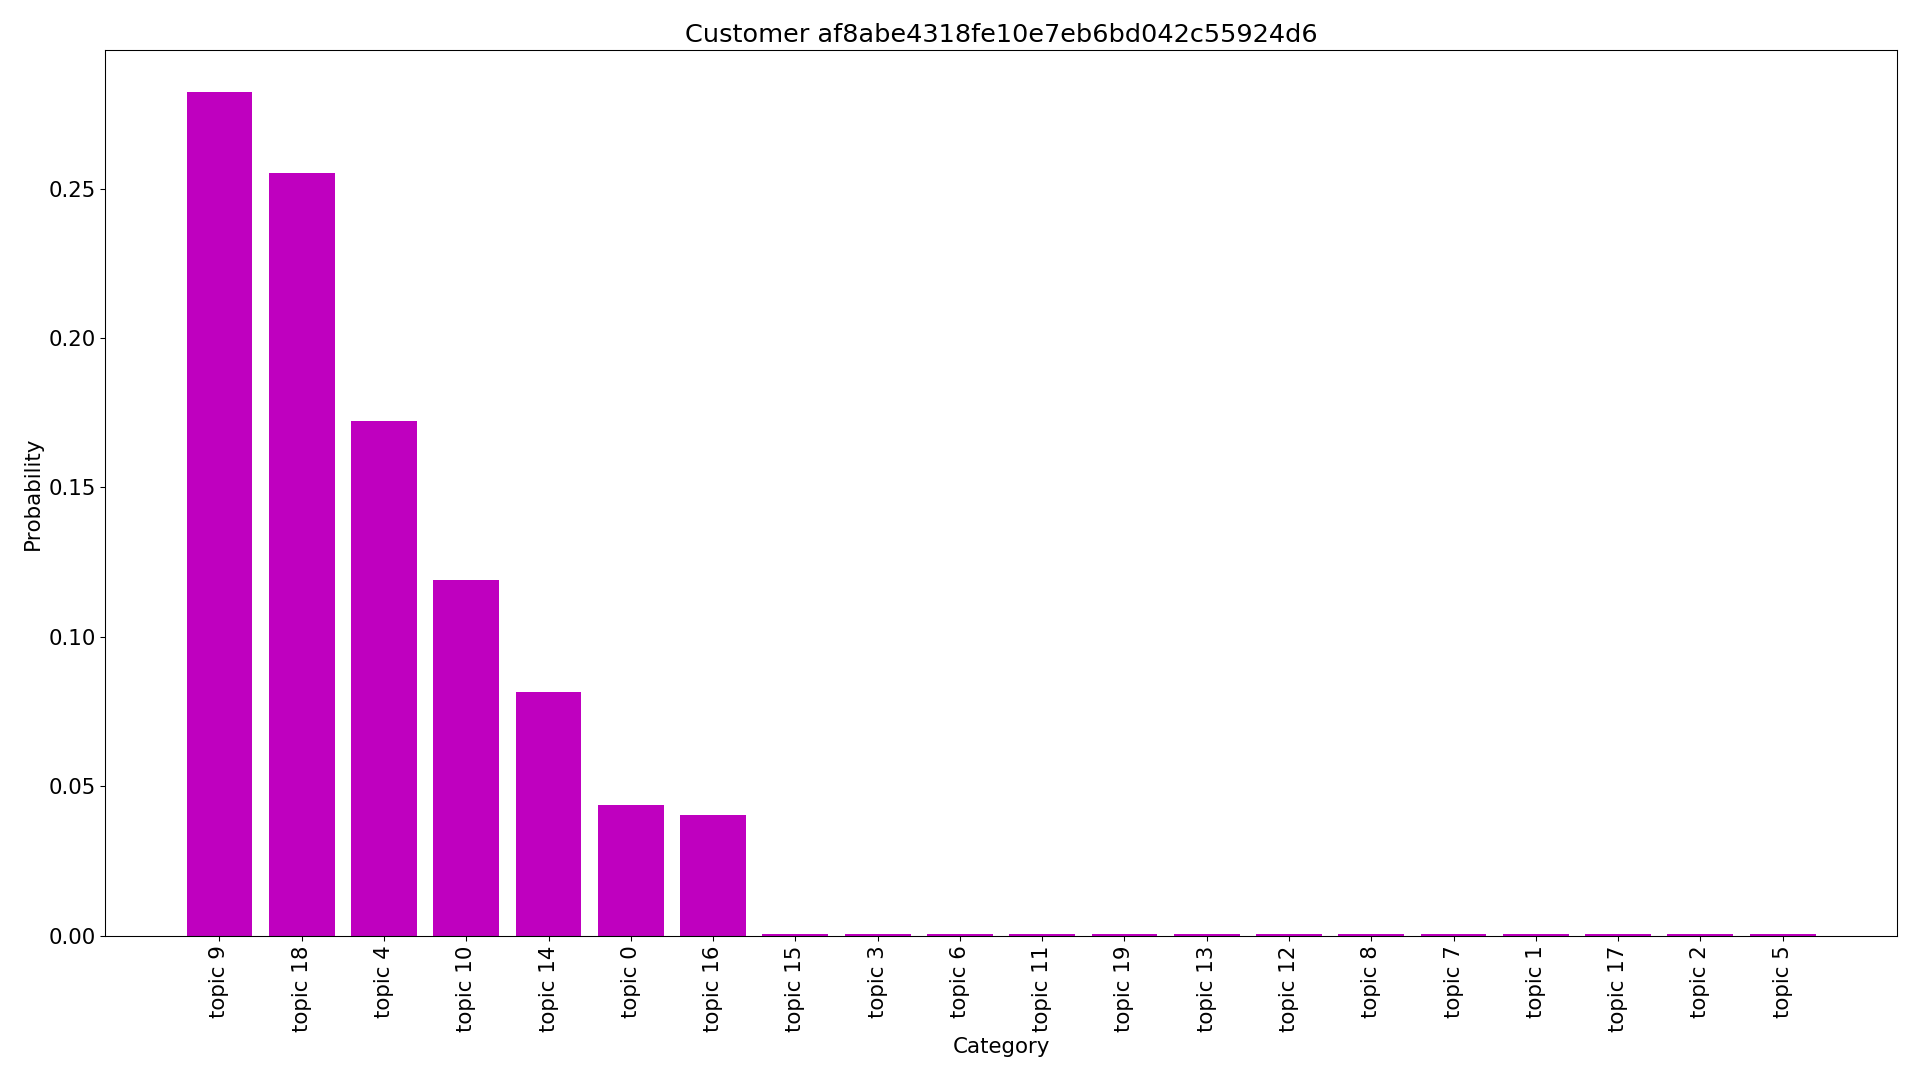 Customer af8abe4318fe10e7eb6bd042c55924d6
Probability
0.25
0.20
0.15
0.10
0.05
0.00
topic 9
topic 18
topic 4
topic 10
topic 14
topic 0
topic 16
topic 15
topic 3
topic 6
topic 11
topic 19
topic 13
topic 12
topic 8
topic 7
topic 1
topic 17
topic 2
topic 5
Category